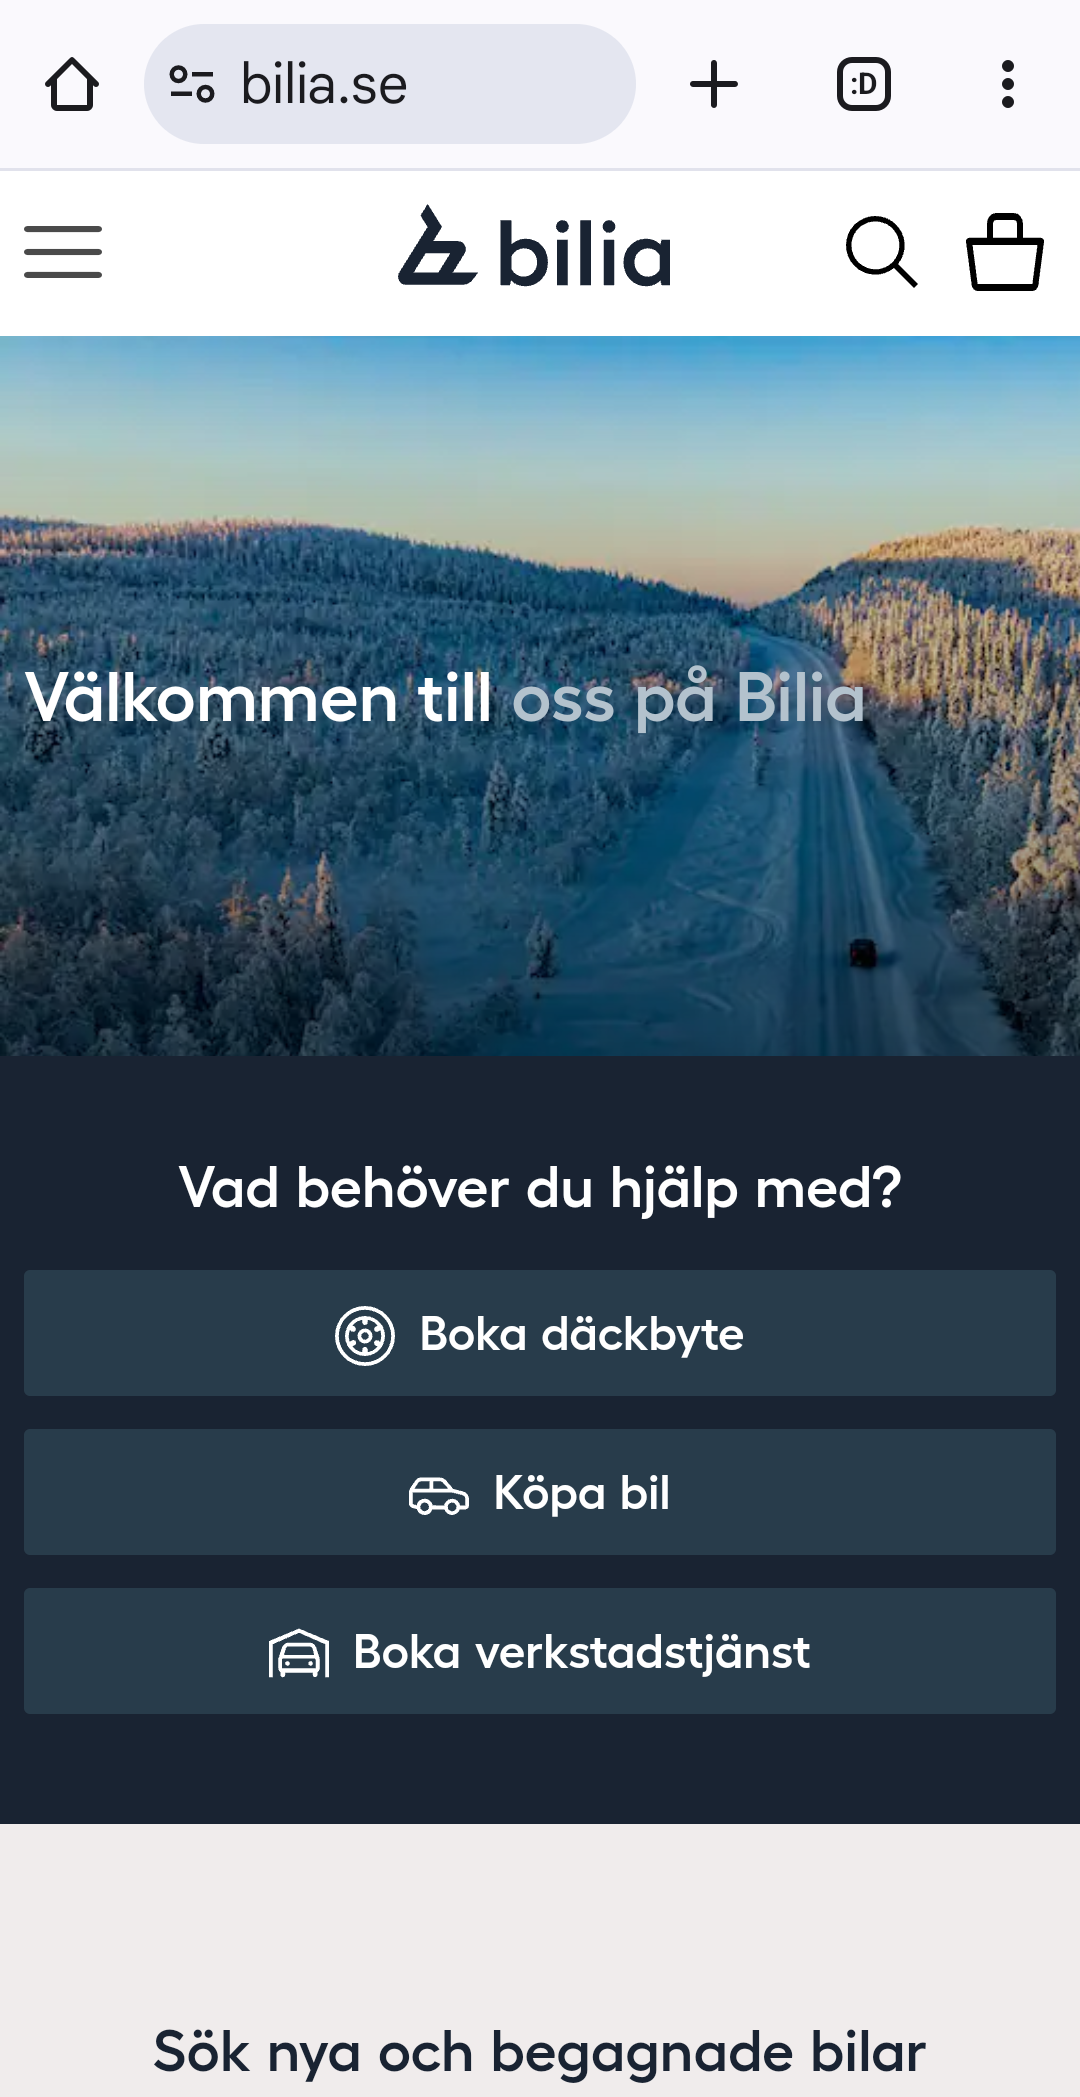 bilia.se
:D
bilia
Välkommen till oss på Bilia
Vad behöver du hjälp med?
Boka däckbyte
Köpa bil
Boka verkstadstjänst
Sök nya och begagnade bilar